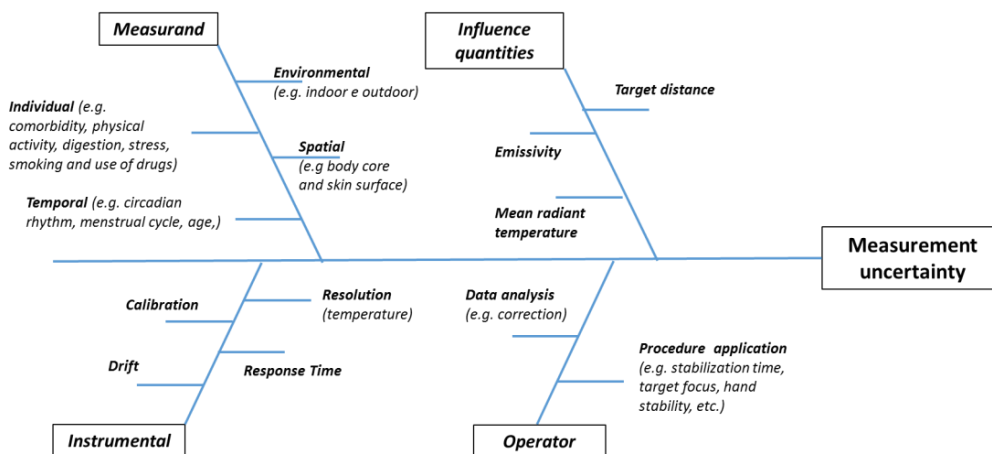 Measurand
Influence
quantities
Environmental
(e.g. indoor e outdoor)
Individual (e.g.
comorbidity, physical
activity, digestion, stress,
smoking and use of drugs)
Spatial
(e.g body core
and skin surface)
Temporal (e.g. circadian
rhythm, menstrual cycle, age,)
Target distance
Emissivity
Mean radiant
temperature
Measurement
uncertainty
Calibration
Resolution
(temperature)
Drift
Response Time
Instrumental
Data analysis
(e.g. correction)
Procedure application
(e.g. stabilization time,
target focus, hand
stability, etc.)
Operator